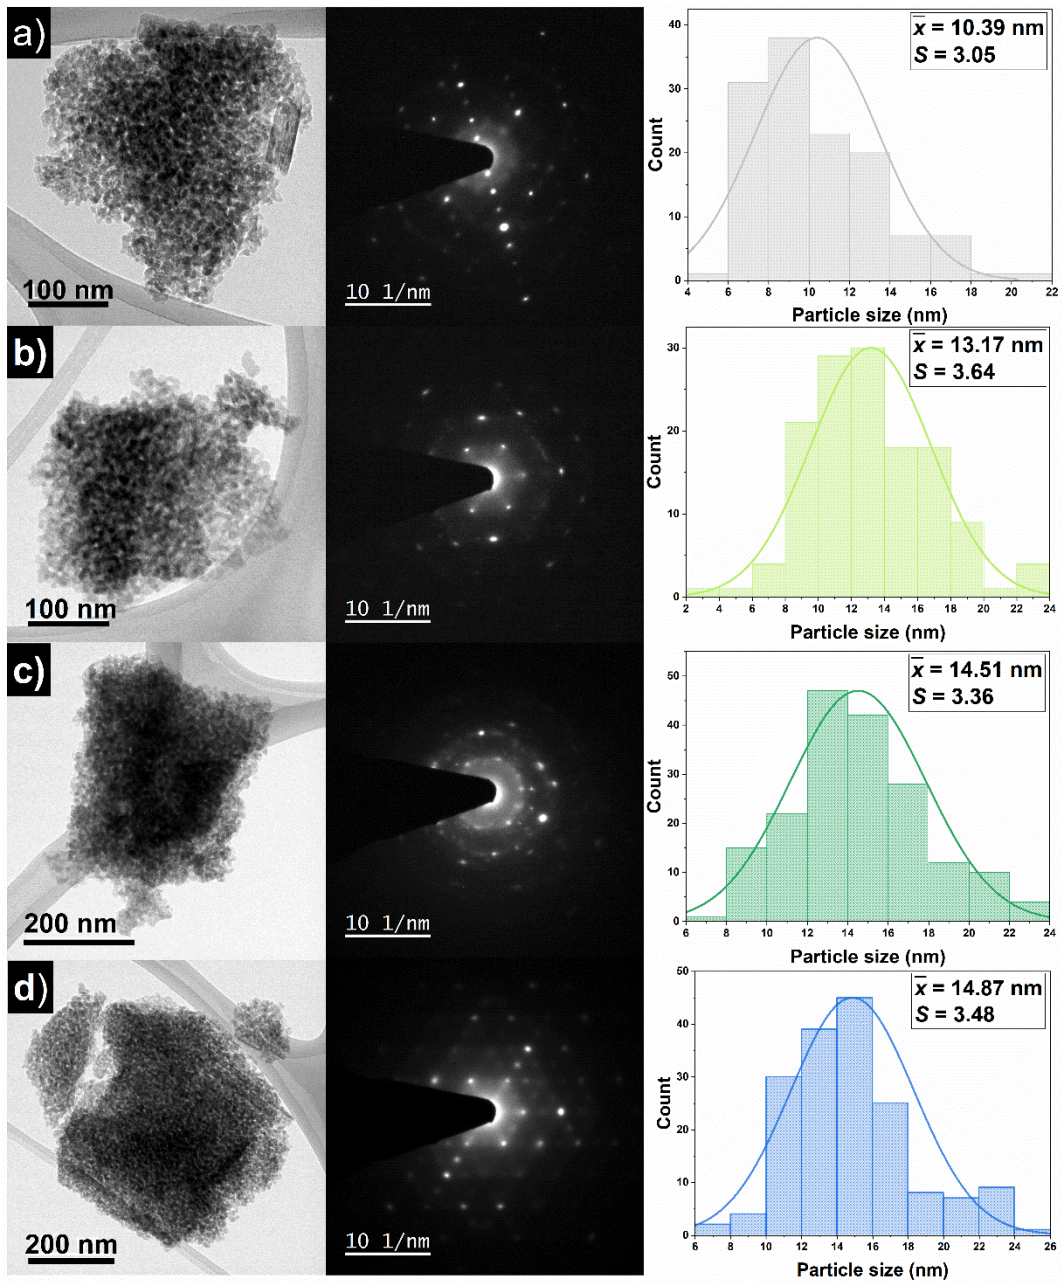 a)
100 nm
10 1/nm
x̄ = 10.39 nm
S = 3.05
Count
40
30
20
10
0
4 6 8 10 12 14 16 18 20 22
Particle size (nm)
b)
100 nm
10 1/nm
x̄ = 13.17 nm
S = 3.64
Count
30
20
10
0
2 4 6 8 10 12 14 16 18 20 22 24
Particle size (nm)
c)
200 nm
10 1/nm
x̄ = 14.51 nm
S = 3.36
Count
50
40
30
20
10
0
6 8 10 12 14 16 18 20 22 24
Particle size (nm)
d)
200 nm
10 1/nm
x̄ = 14.87 nm
S = 3.48
Count
50
40
30
20
10
0
6 8 10 12 14 16 18 20 22 24 26
Particle size (nm)